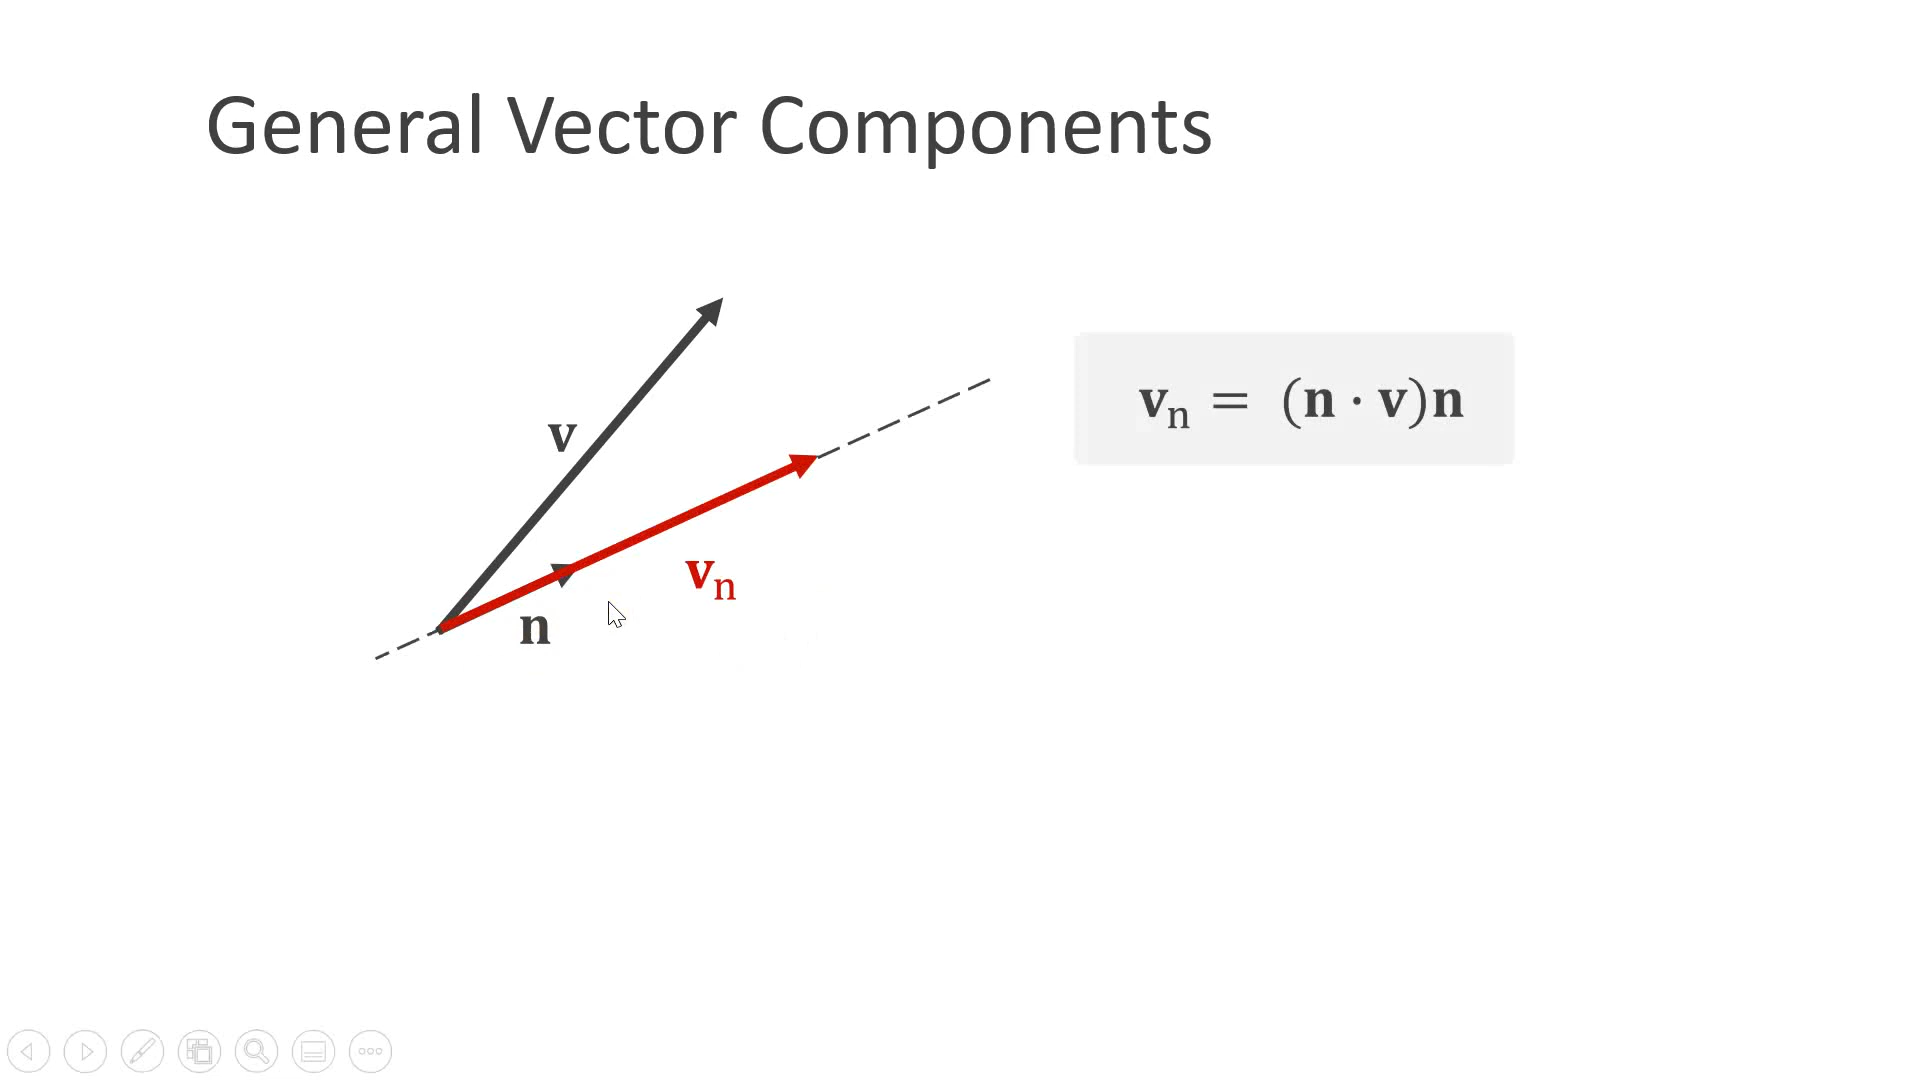 General Vector Components
v
vₙ = (n · v)n
vₙ
n